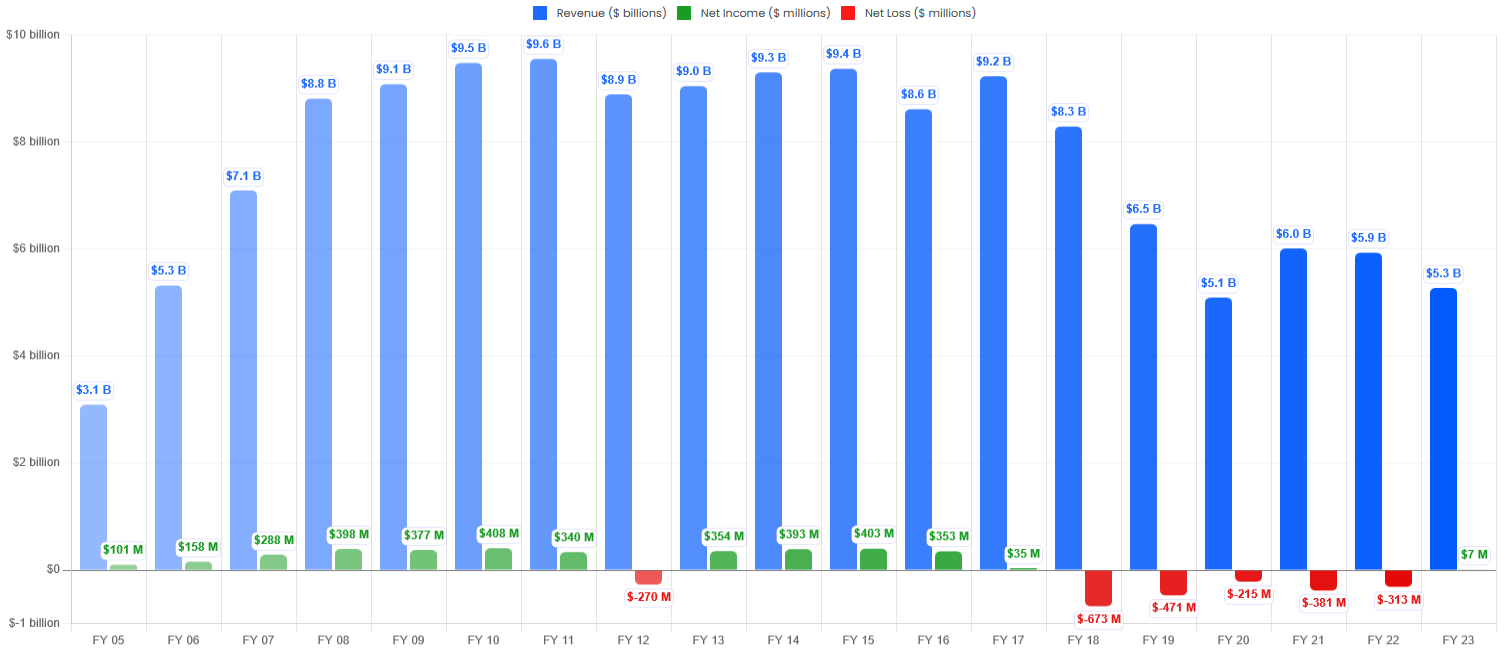 Revenue ($ billions) Net Income ($ millions) Net Loss ($ millions)
$10 billion
$8 billion
$6 billion
$4 billion
$2 billion
$0
$-1 billion
$3.1 B
$5.3 B
$7.1 B
$8.8 B
$9.1 B
$9.5 B
$9.6 B
$8.9 B
$9.0 B
$9.3 B
$9.4 B
$8.6 B
$9.2 B
$8.3 B
$6.5 B
$5.1 B
$6.0 B
$5.9 B
$5.3 B
$101 M
$158 M
$288 M
$398 M
$377 M
$408 M
$340 M
$-270 M
$354 M
$393 M
$403 M
$353 M
$35 M
$-673 M
$-471 M
$-215 M
$-381 M
$-313 M
$7 M
FY 05 FY 06 FY 07 FY 08 FY 09 FY 10 FY 11 FY 12 FY 13 FY 14 FY 15 FY 16 FY 17 FY 18 FY 19 FY 20 FY 21 FY 22 FY 23